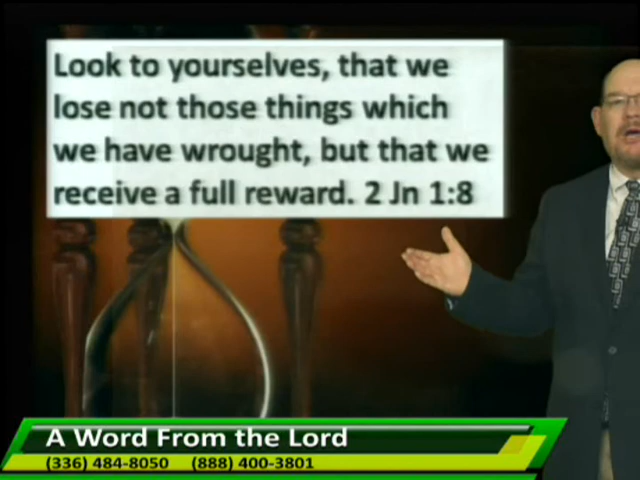 Look to yourselves, that we
lose not those things which
we have wrought, but that we
receive a full reward. 2 Jn 1:8
A Word From the Lord
(336) 484-8050 (888) 400-3801